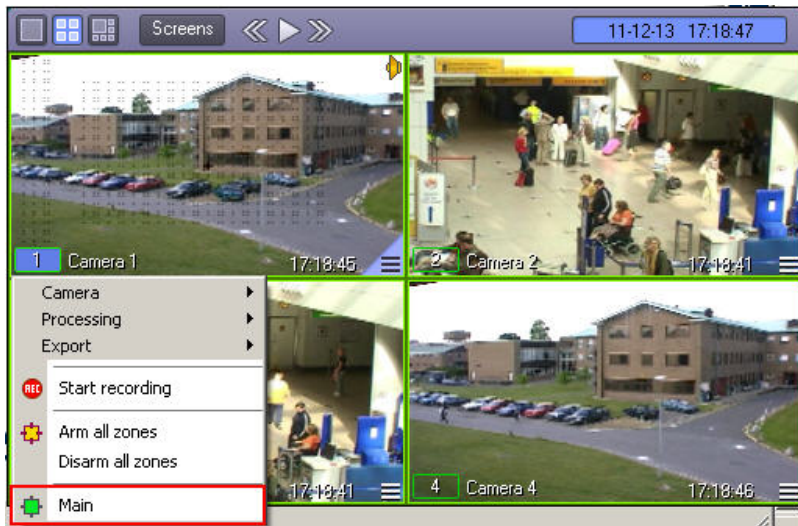 Screens
11-12-13 17:18:47
1 Camera 1 17:18:45
2 Camera 2 17:18:41
Camera
Processing
Export
REC Start recording
Arm all zones
Disarm all zones
Main
17:18:41
4 Camera 4 17:18:46